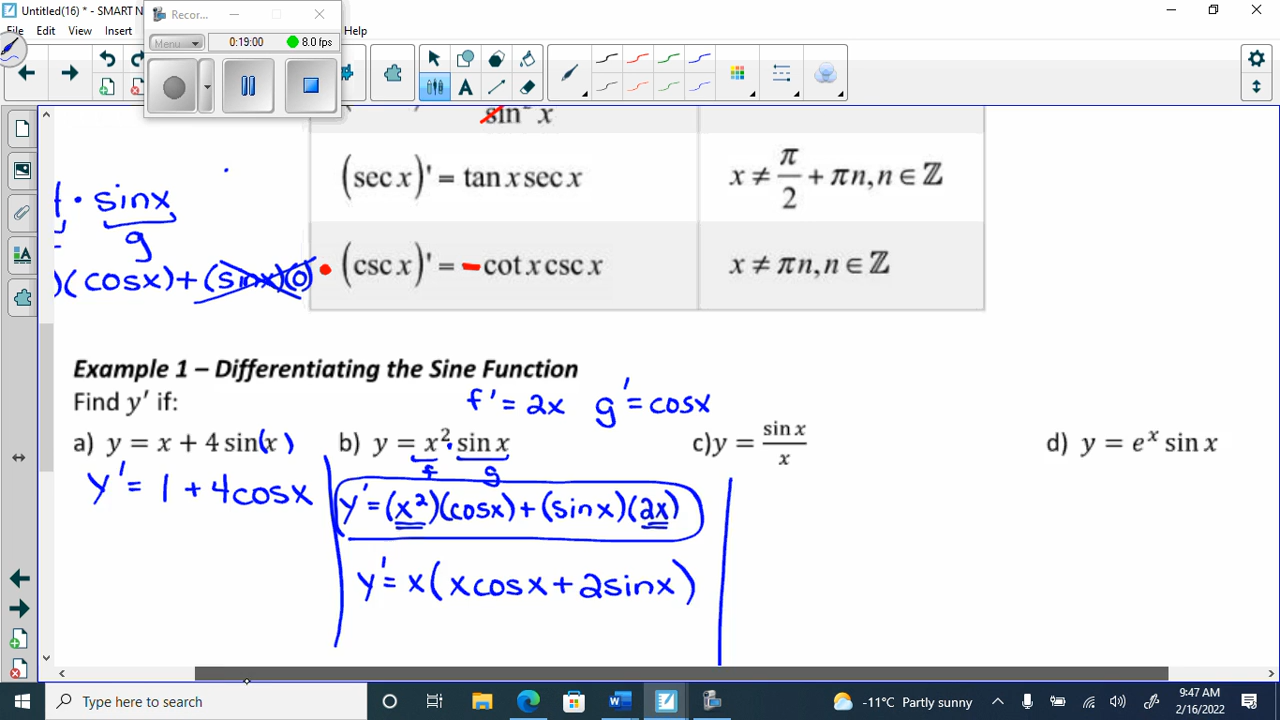 Untitled(16) * - SMART N
Recor...
File Edit View Insert
Help
Menu
0:19:00
8.0 fps
sin² x
(sec x)' = tan x sec x
x ≠ π/2 + πn, n ∈ ℤ
4 · sinx
g
)(cosx) + (sinx)(0)
(csc x)' = -cot x csc x
x ≠ πn, n ∈ ℤ
Example 1 – Differentiating the Sine Function
Find y′ if:
f' = 2x g' = cosx
a) y = x + 4 sin(x)
b) y = x² · sin x
c) y = sin x / x
d) y = eˣ sin x
f g
y' = 1 + 4cosx
y' = (x²)(cosx) + (sinx)(2x)
y' = x(xcosx + 2sinx)
Type here to search
-11°C Partly sunny
9:47 AM
2/16/2022